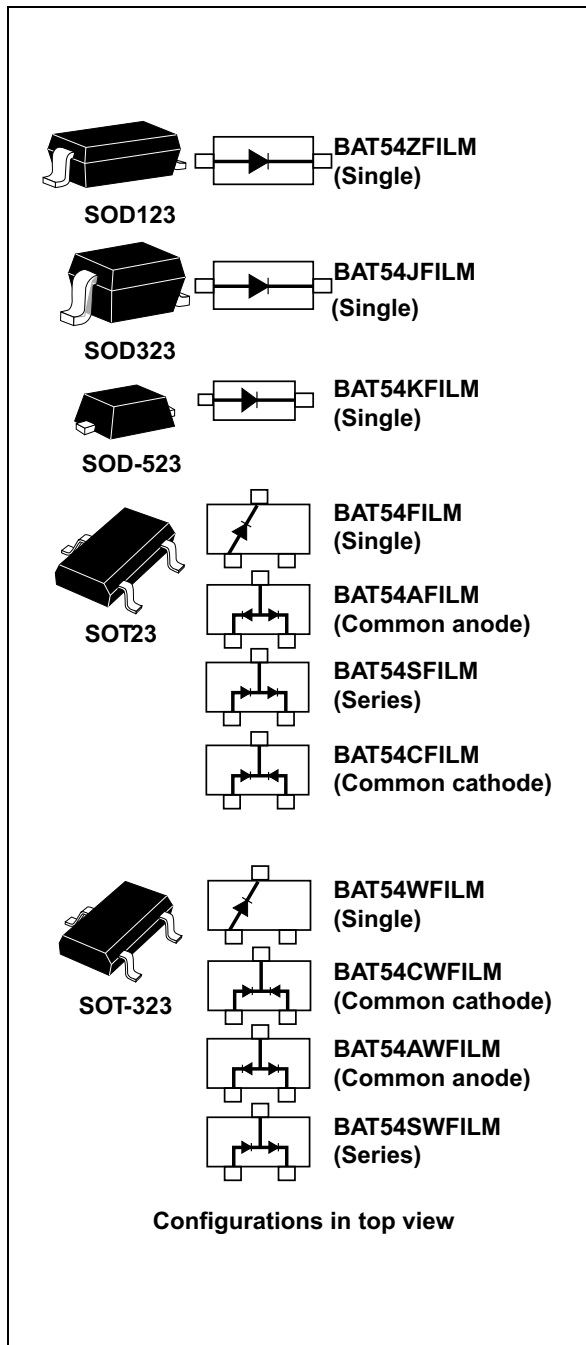 BAT54ZFILM
(Single)
SOD123
BAT54JFILM
(Single)
SOD323
BAT54KFILM
(Single)
SOD-523
BAT54FILM
(Single)
BAT54AFILM
(Common anode)
SOT23
BAT54SFILM
(Series)
BAT54CFILM
(Common cathode)
BAT54WFILM
(Single)
BAT54CWFILM
(Common cathode)
SOT-323
BAT54AWFILM
(Common anode)
BAT54SWFILM
(Series)
Configurations in top view